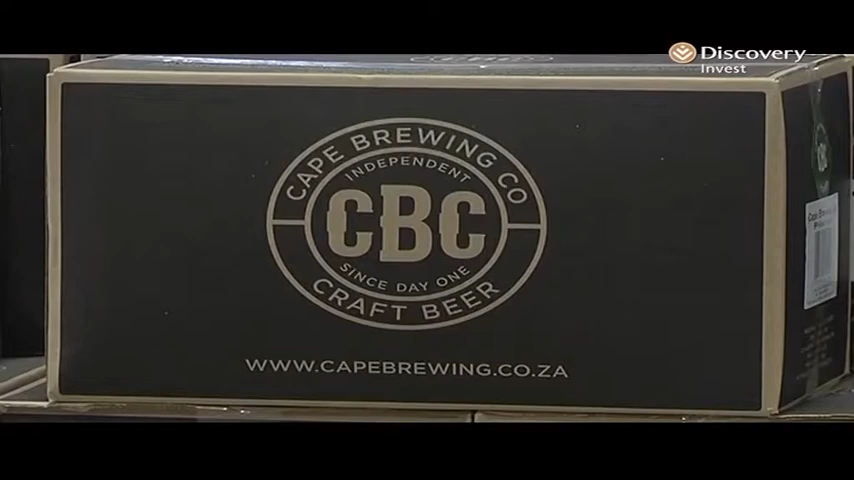 Discovery
Invest
CAPE BREWING CO
INDEPENDENT
CBC
SINCE DAY ONE
CRAFT BEER
WWW.CAPEBREWING.CO.ZA